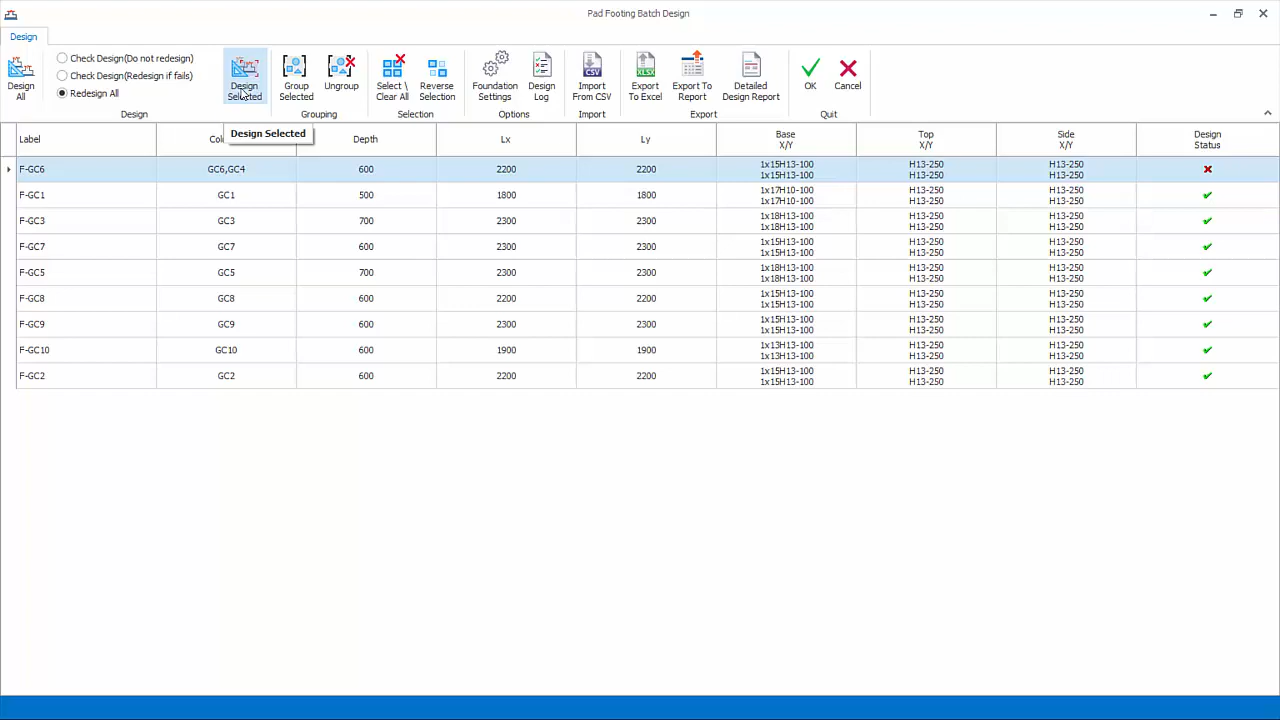 Pad Footing Batch Design
Design
Design All
Check Design(Do not redesign)
Check Design(Redesign if fails)
Redesign All
Design Selected
Group Selected
Ungroup
Select \ Clear All
Reverse Selection
Foundation Settings
Design Log
Import From CSV
Export To Excel
Export To Report
Detailed Design Report
OK
Cancel
Design
Grouping
Selection
Options
Import
Export
Quit
Design Selected
Label Depth Lx Ly Base X/Y Top X/Y Side X/Y Design Status
F-GC6 GC6,GC4 600 2200 2200 1x15H13-100 H13-250 H13-250
1x15H13-100 H13-250 H13-250
F-GC1 GC1 500 1800 1800 1x17H10-100 H13-250 H13-250
1x17H10-100 H13-250 H13-250
F-GC3 GC3 700 2300 2300 1x18H13-100 H13-250 H13-250
1x18H13-100 H13-250 H13-250
F-GC7 GC7 600 2300 2300 1x15H13-100 H13-250 H13-250
1x15H13-100 H13-250 H13-250
F-GC5 GC5 700 2300 2300 1x18H13-100 H13-250 H13-250
1x18H13-100 H13-250 H13-250
F-GC8 GC8 600 2200 2200 1x15H13-100 H13-250 H13-250
1x15H13-100 H13-250 H13-250
F-GC9 GC9 600 2300 2300 1x15H13-100 H13-250 H13-250
1x15H13-100 H13-250 H13-250
F-GC10 GC10 600 1900 1900 1x13H13-100 H13-250 H13-250
1x13H13-100 H13-250 H13-250
F-GC2 GC2 600 2200 2200 1x15H13-100 H13-250 H13-250
1x15H13-100 H13-250 H13-250